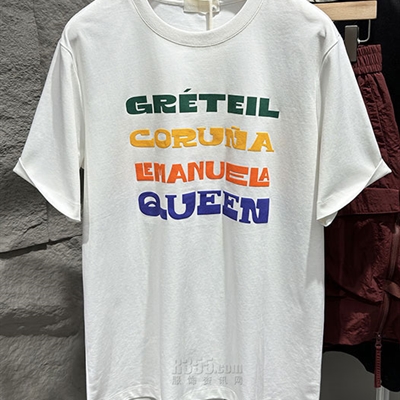 GRÉTEIL
CORUÑA
LEMANUELA
QUEEN